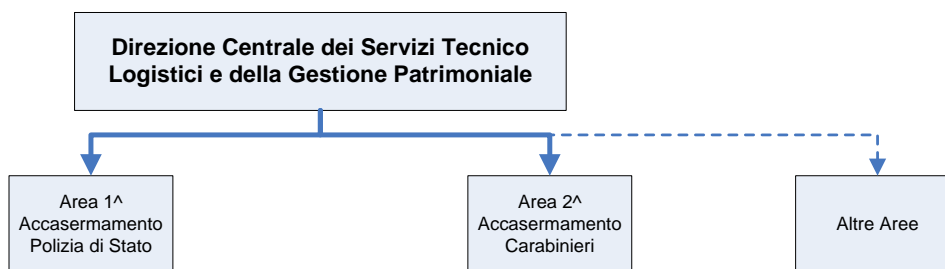 Direzione Centrale dei Servizi Tecnico
Logistici e della Gestione Patrimoniale
Area 1^
Accasermamento
Polizia di Stato
Area 2^
Accasermamento
Carabinieri
Altre Aree